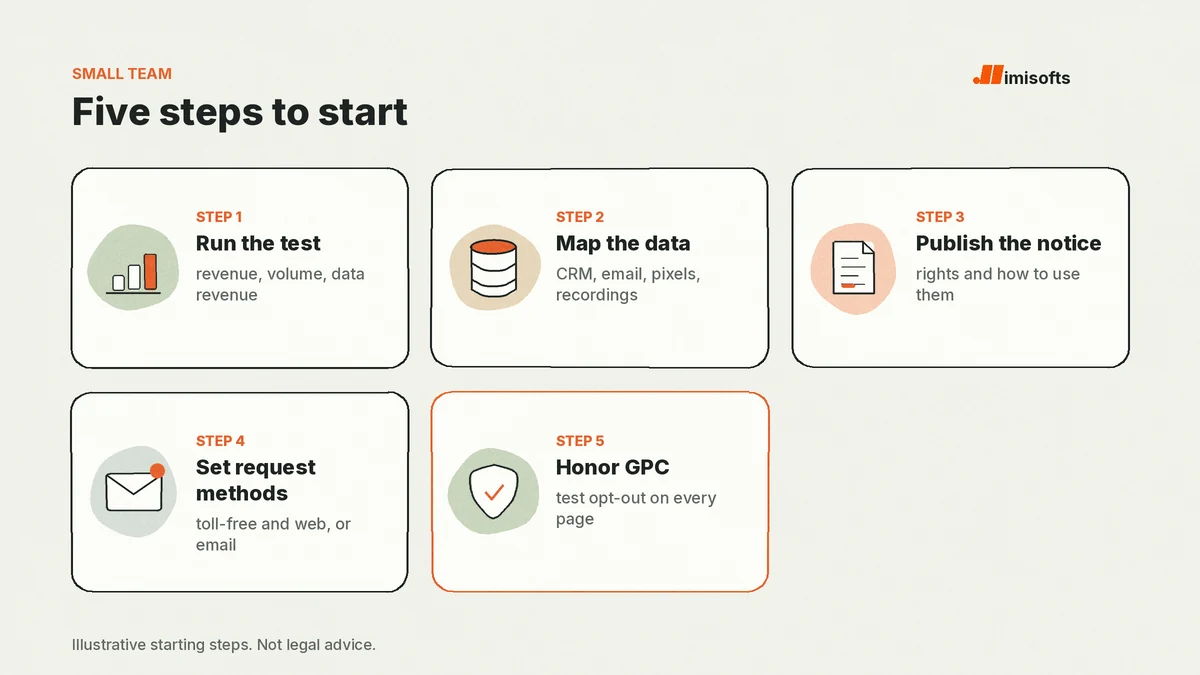 SMALL TEAM
imisofts
Five steps to start
STEP 1
Run the test
revenue, volume, data
revenue
STEP 2
Map the data
CRM, email, pixels,
recordings
STEP 3
Publish the notice
rights and how to use
them
STEP 4
Set request
methods
toll-free and web, or
email
STEP 5
Honor GPC
test opt-out on every
page
Illustrative starting steps. Not legal advice.